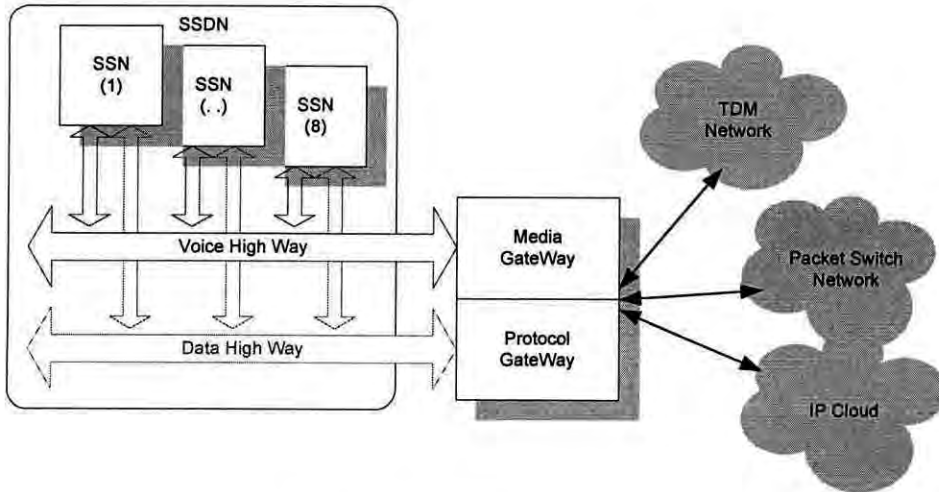 SSDN
SSN
(1)
SSN
(. .)
SSN
(8)
TDM
Network
Voice High Way
Media
GateWay
Packet Switch
Network
Data High Way
Protocol
GateWay
IP Cloud